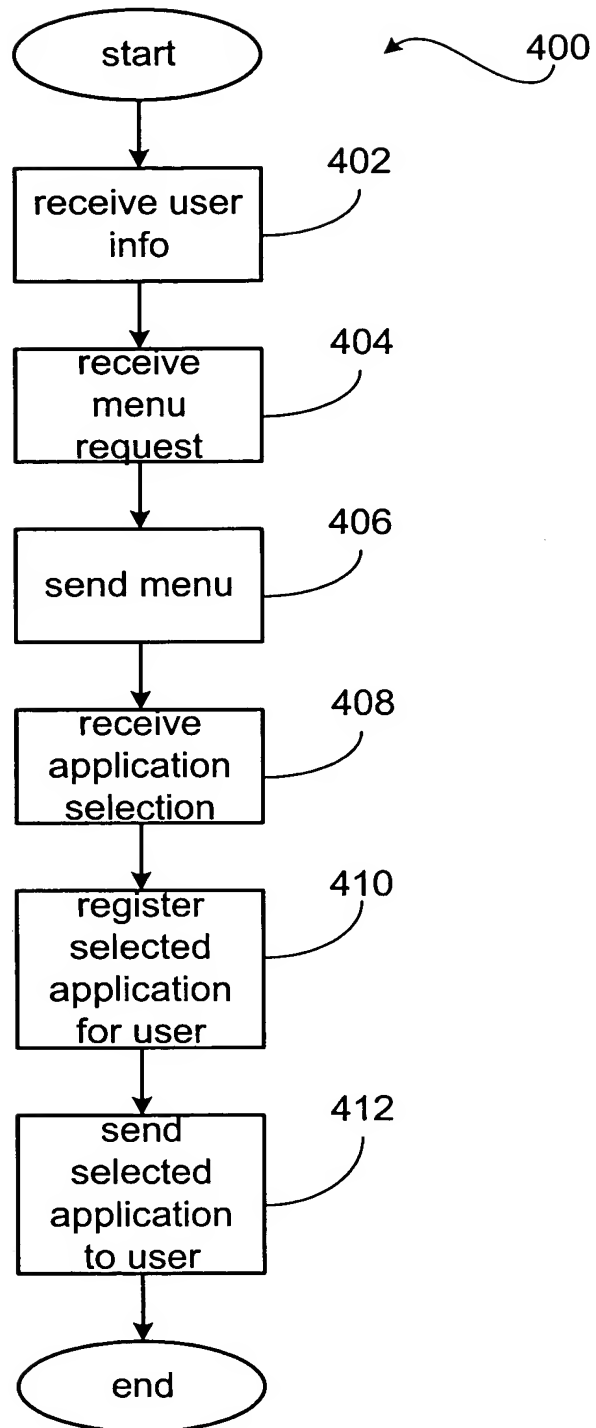 start
400
402
receive user
info
404
receive
menu
request
406
send menu
408
receive
application
selection
410
register
selected
application
for user
412
send
selected
application
to user
end